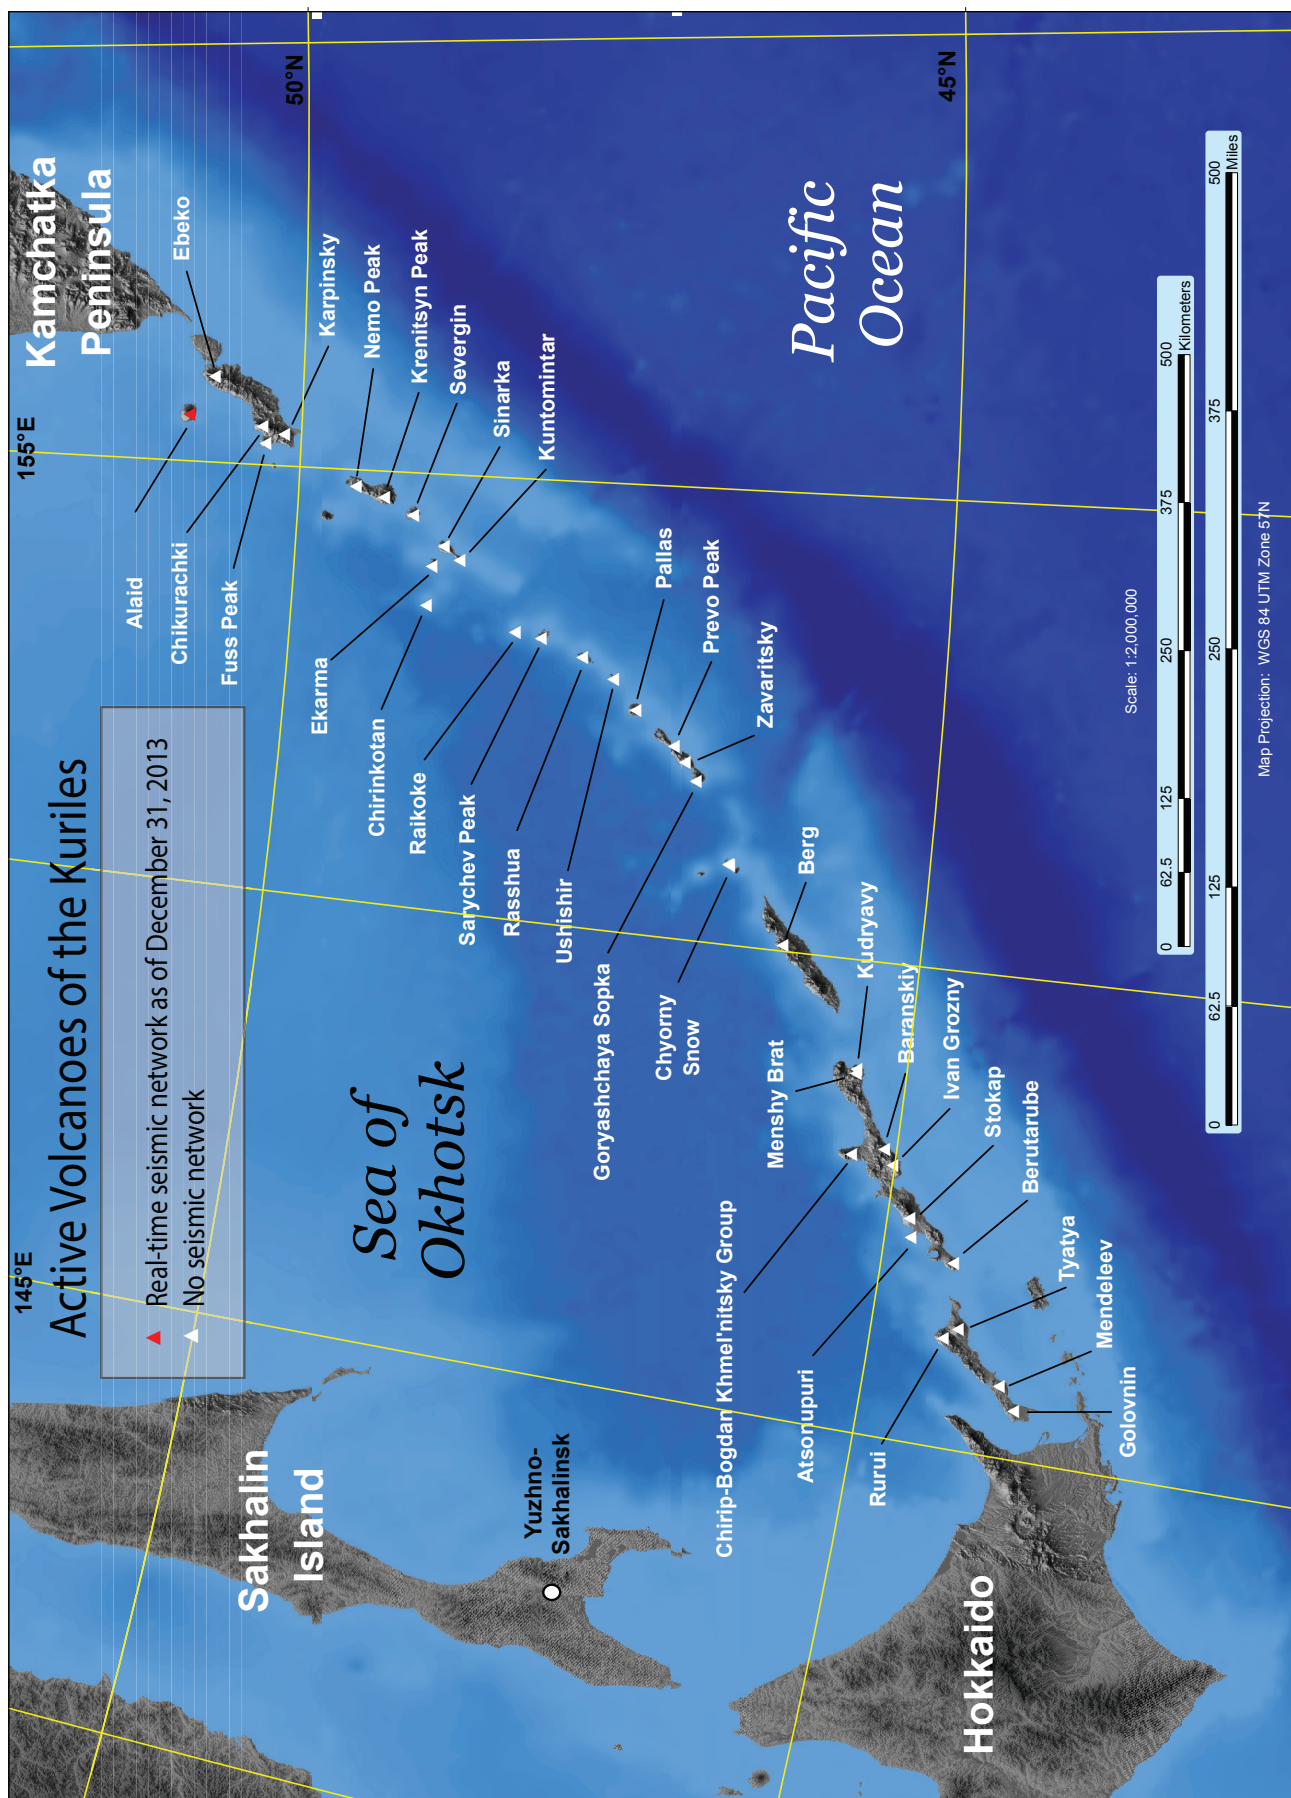 Active Volcanoes of the Kuriles
Real-time seismic network as of December 31, 2013
No seismic network
145°E
155°E
50°N
45°N
Kamchatka
Peninsula
Sakhalin
Island
Yuzhno-
Sakhalinsk
Hokkaido
Sea of
Okhotsk
Pacific
Ocean
Alaid
Ebeko
Chikurachki
Fuss Peak
Karpinsky
Nemo Peak
Krenitsyn Peak
Severgin
Sinarka
Kuntomintar
Ekarma
Chirinkotan
Raikoke
Sarychev Peak
Rasshua
Ushishir
Pallas
Prevo Peak
Zavaritsky
Goryashchaya Sopka
Chyorny
Snow
Berg
Kudryavy
Menshy Brat
Baranskiy
Ivan Grozny
Chirip-Bogdan Khmel'nitsky Group
Stokap
Atsonupuri
Berutarube
Rurui
Tyatya
Mendeleev
Golovnin
Scale: 1:2,000,000
0 62.5 125 250 375 500
Kilometers
0 62.5 125 250 375 500
Miles
Map Projection: WGS 84 UTM Zone 57N